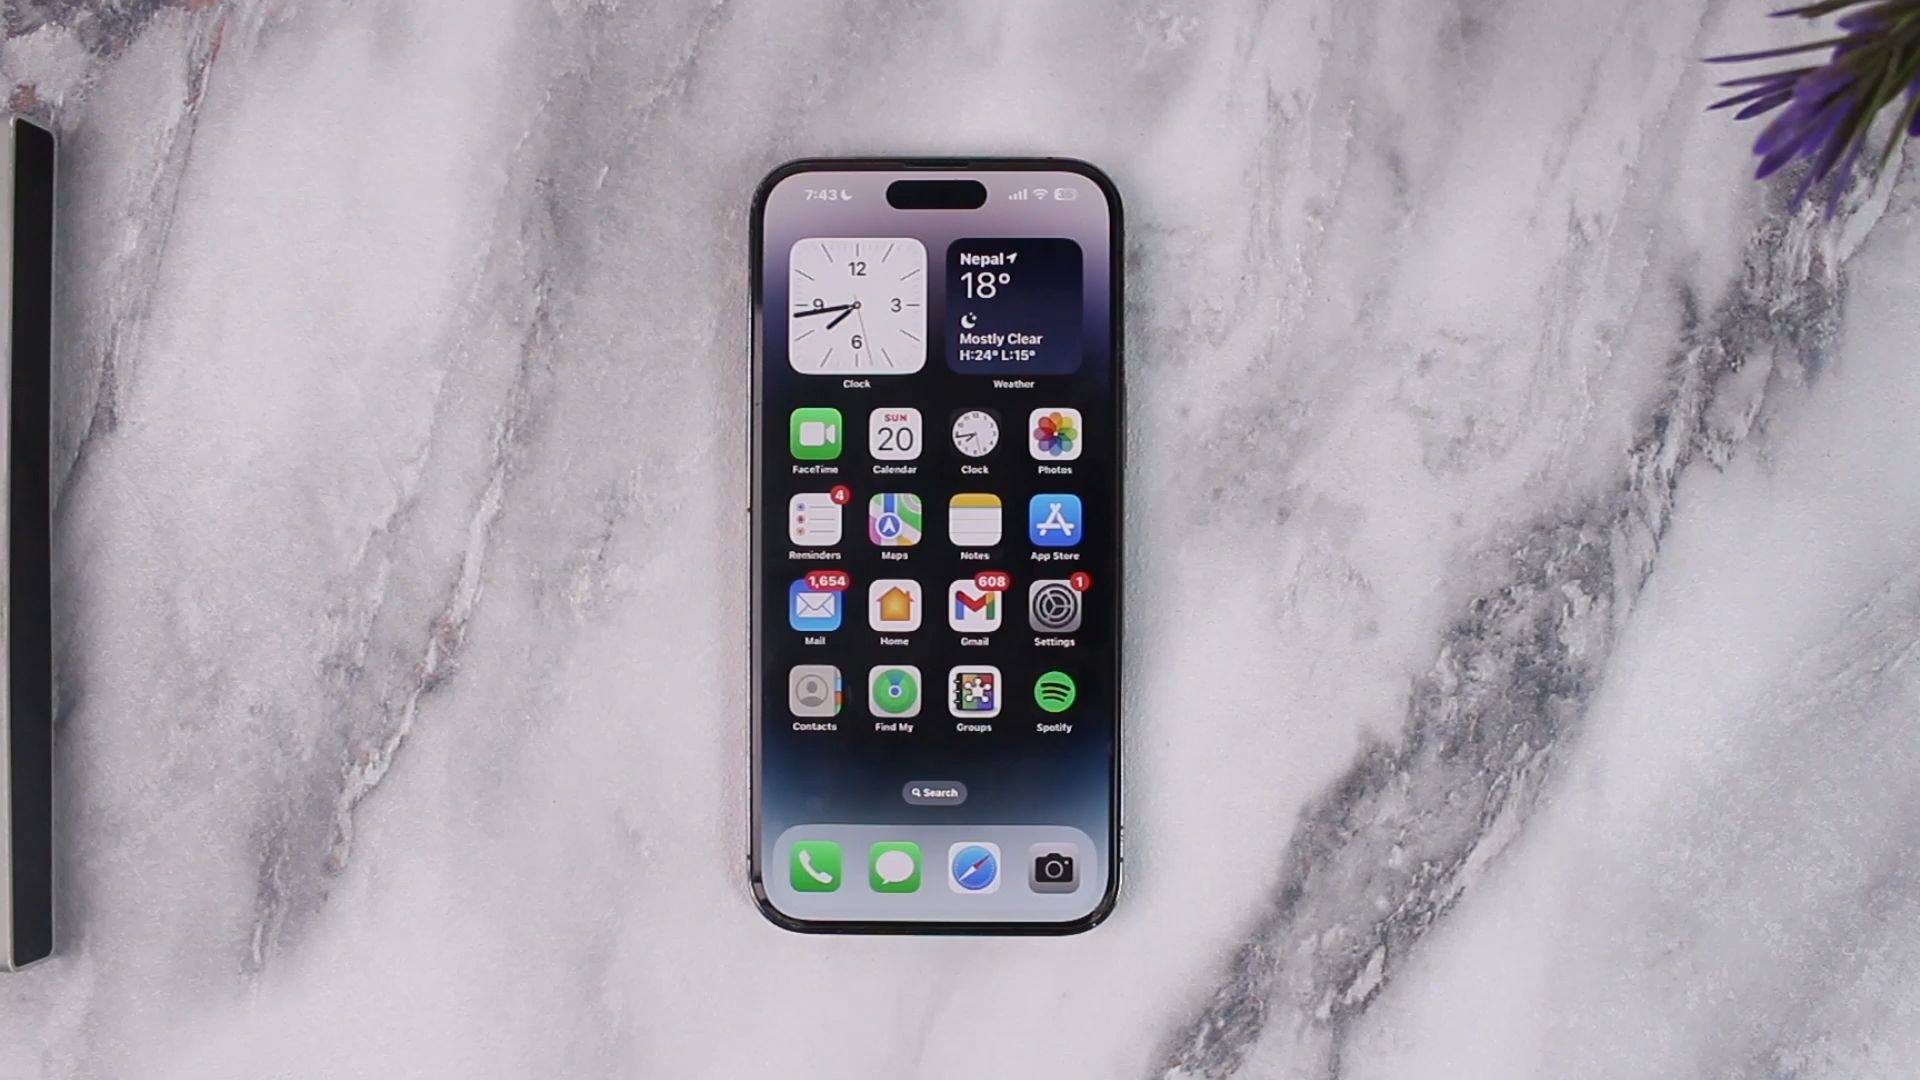 7:43
12
9
3
6
Clock
Nepal
18°
Mostly Clear
H:24° L:15°
Weather
FaceTime
SUN
20
Calendar
Clock
Photos
4
Reminders
Maps
Notes
App Store
1,654
Mail
Home
608
Gmail
1
Settings
Contacts
Find My
Groups
Spotify
Search